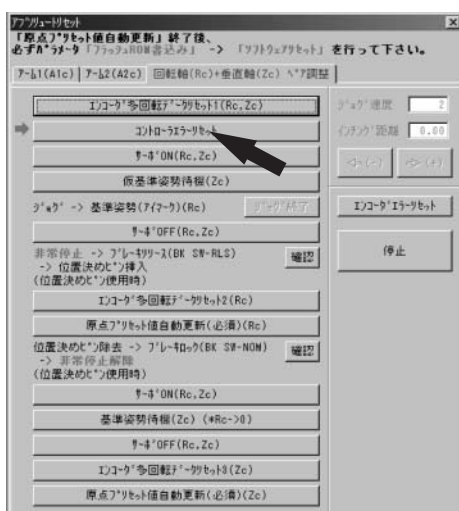 アブソリュートリセット
「原点プリセット値自動更新」終了後、
必ずパラメータ「フラッシュROM書込み」 -> 「ソフトウェアリセット」 を行って下さい。
アーム1(A1c)
アーム2(A2c)
回転軸(Rc)+垂直軸(Zc) ペア調整
エンコーダ多回転データリセット1(Rc,Zc)
コントローラエラーリセット
サーボON(Rc,Zc)
仮基準姿勢待機(Zc)
ジョグ -> 基準姿勢(アイマーク)(Rc)
ジョグ終了
サーボOFF(Rc,Zc)
非常停止 -> ブレーキリリース(BK SW-RLS)
-> 位置決めピン挿入
(位置決めピン使用時)
確認
エンコーダ多回転データリセット2(Rc)
原点プリセット値自動更新(必須)(Rc)
位置決めピン除去 -> ブレーキロック(BK SW-NOM)
-> 非常停止解除
(位置決めピン使用時)
確認
サーボON(Rc,Zc)
基準姿勢待機(Zc) (*Rc->0)
サーボOFF(Rc,Zc)
エンコーダ多回転データリセット3(Zc)
原点プリセット値自動更新(必須)(Zc)
ジョグ速度 2
インチング距離 0.00
<-(-)
->(+)
エンコーダエラーリセット
停止